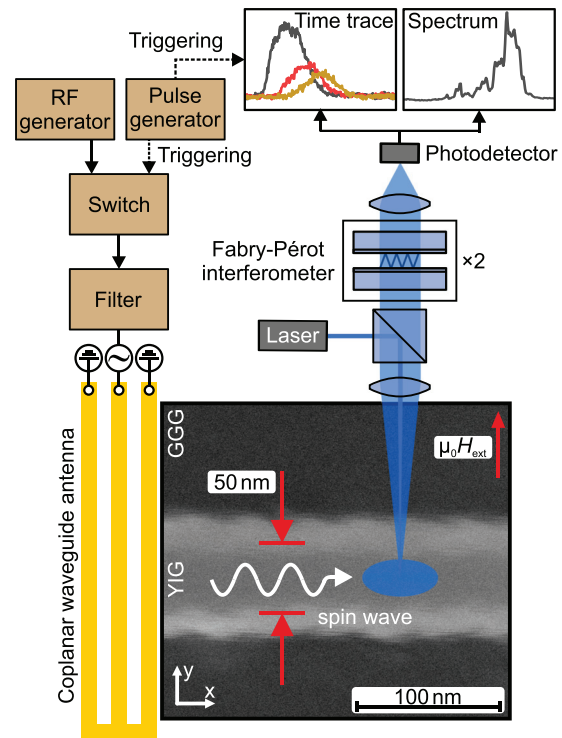 Triggering
Time trace
Spectrum
RF
generator
Pulse
generator
Triggering
Photodetector
Switch
Fabry-Pérot
interferometer
×2
Filter
Laser
Coplanar waveguide antenna
GGG
μ₀Hext
50 nm
YIG
spin wave
y
x
100 nm